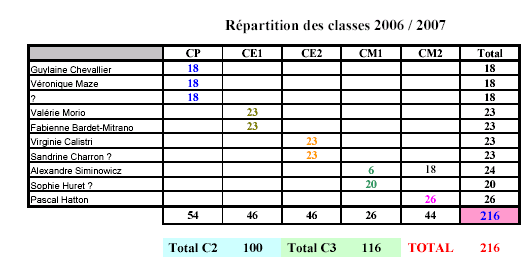 Répartition des classes 2006 / 2007
CP CE1 CE2 CM1 CM2 Total
Guylaine Chevallier 18 18
Véronique Maze 18 18
? 18 18
Valérie Morio 23 23
Fabienne Bardet-Mitrano 23 23
Virginie Calistri 23 23
Sandrine Charron ? 23 23
Alexandre Siminowicz 6 18 24
Sophie Huret ? 20 20
Pascal Hatton 26 26
54 46 46 26 44 216
Total C2 100 Total C3 116 TOTAL 216